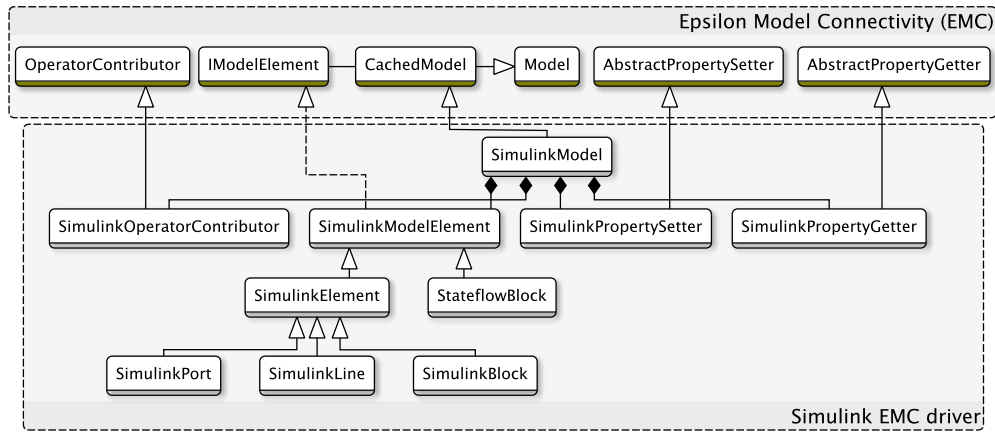 Epsilon Model Connectivity (EMC)
OperatorContributor
IModelElement
CachedModel
Model
AbstractPropertySetter
AbstractPropertyGetter
SimulinkModel
SimulinkOperatorContributor
SimulinkModelElement
SimulinkPropertySetter
SimulinkPropertyGetter
SimulinkElement
StateflowBlock
SimulinkPort
SimulinkLine
SimulinkBlock
Simulink EMC driver